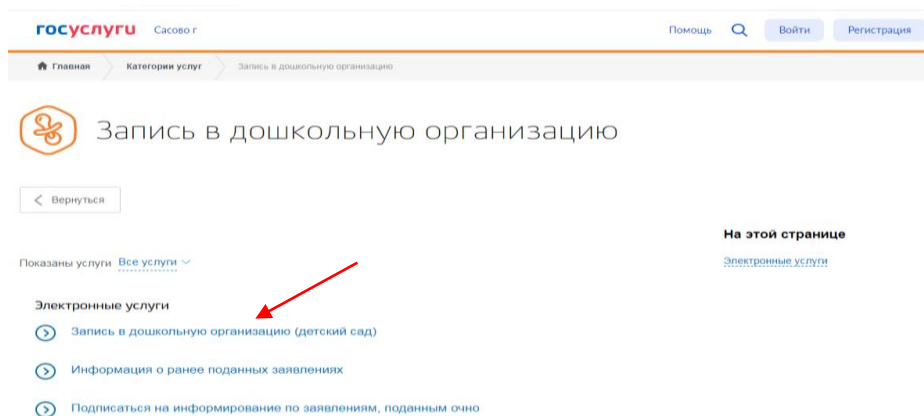 госуслуги Сасово г Помощь Войти Регистрация
Главная Категории услуг Запись в дошкольную организацию
Запись в дошкольную организацию
Вернуться
На этой странице
Показаны услуги Все услуги Электронные услуги
Электронные услуги
Запись в дошкольную организацию (детский сад)
Информация о ранее поданных заявлениях
Подписаться на информирование по заявлениям, поданным очно